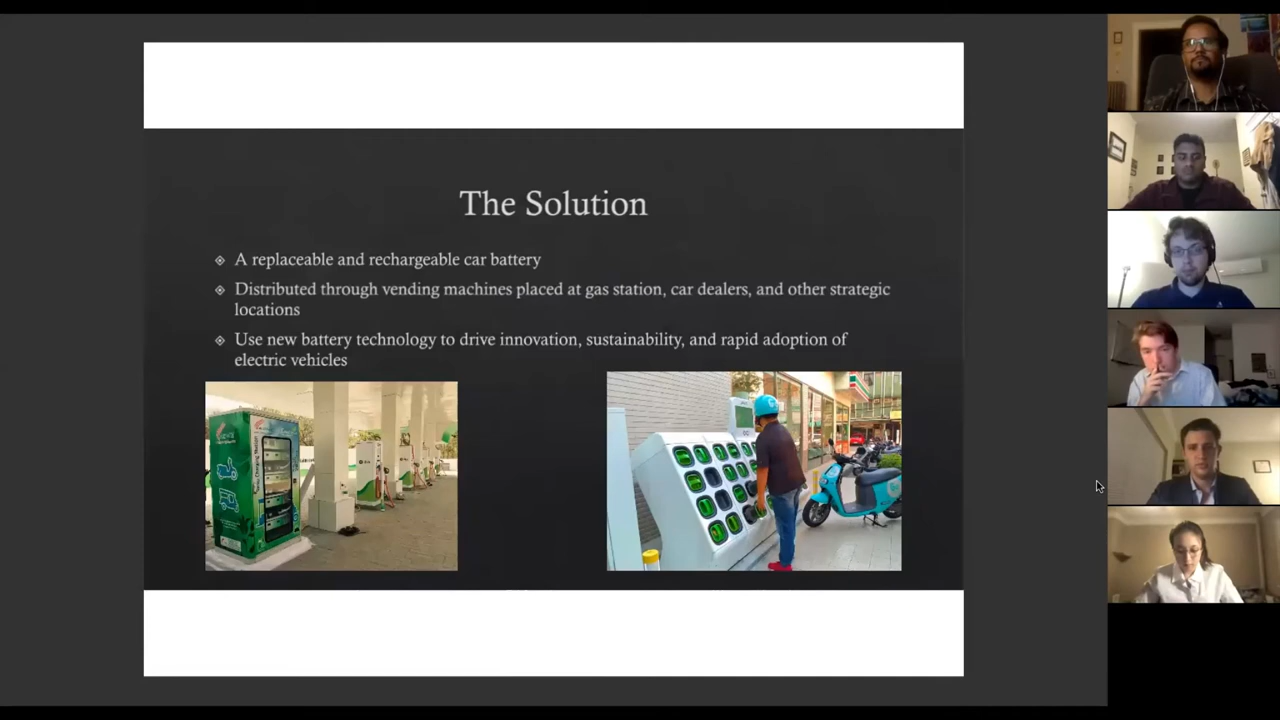 The Solution
A replaceable and rechargeable car battery
Distributed through vending machines placed at gas station, car dealers, and other strategic
locations
Use new battery technology to drive innovation, sustainability, and rapid adoption of
electric vehicles